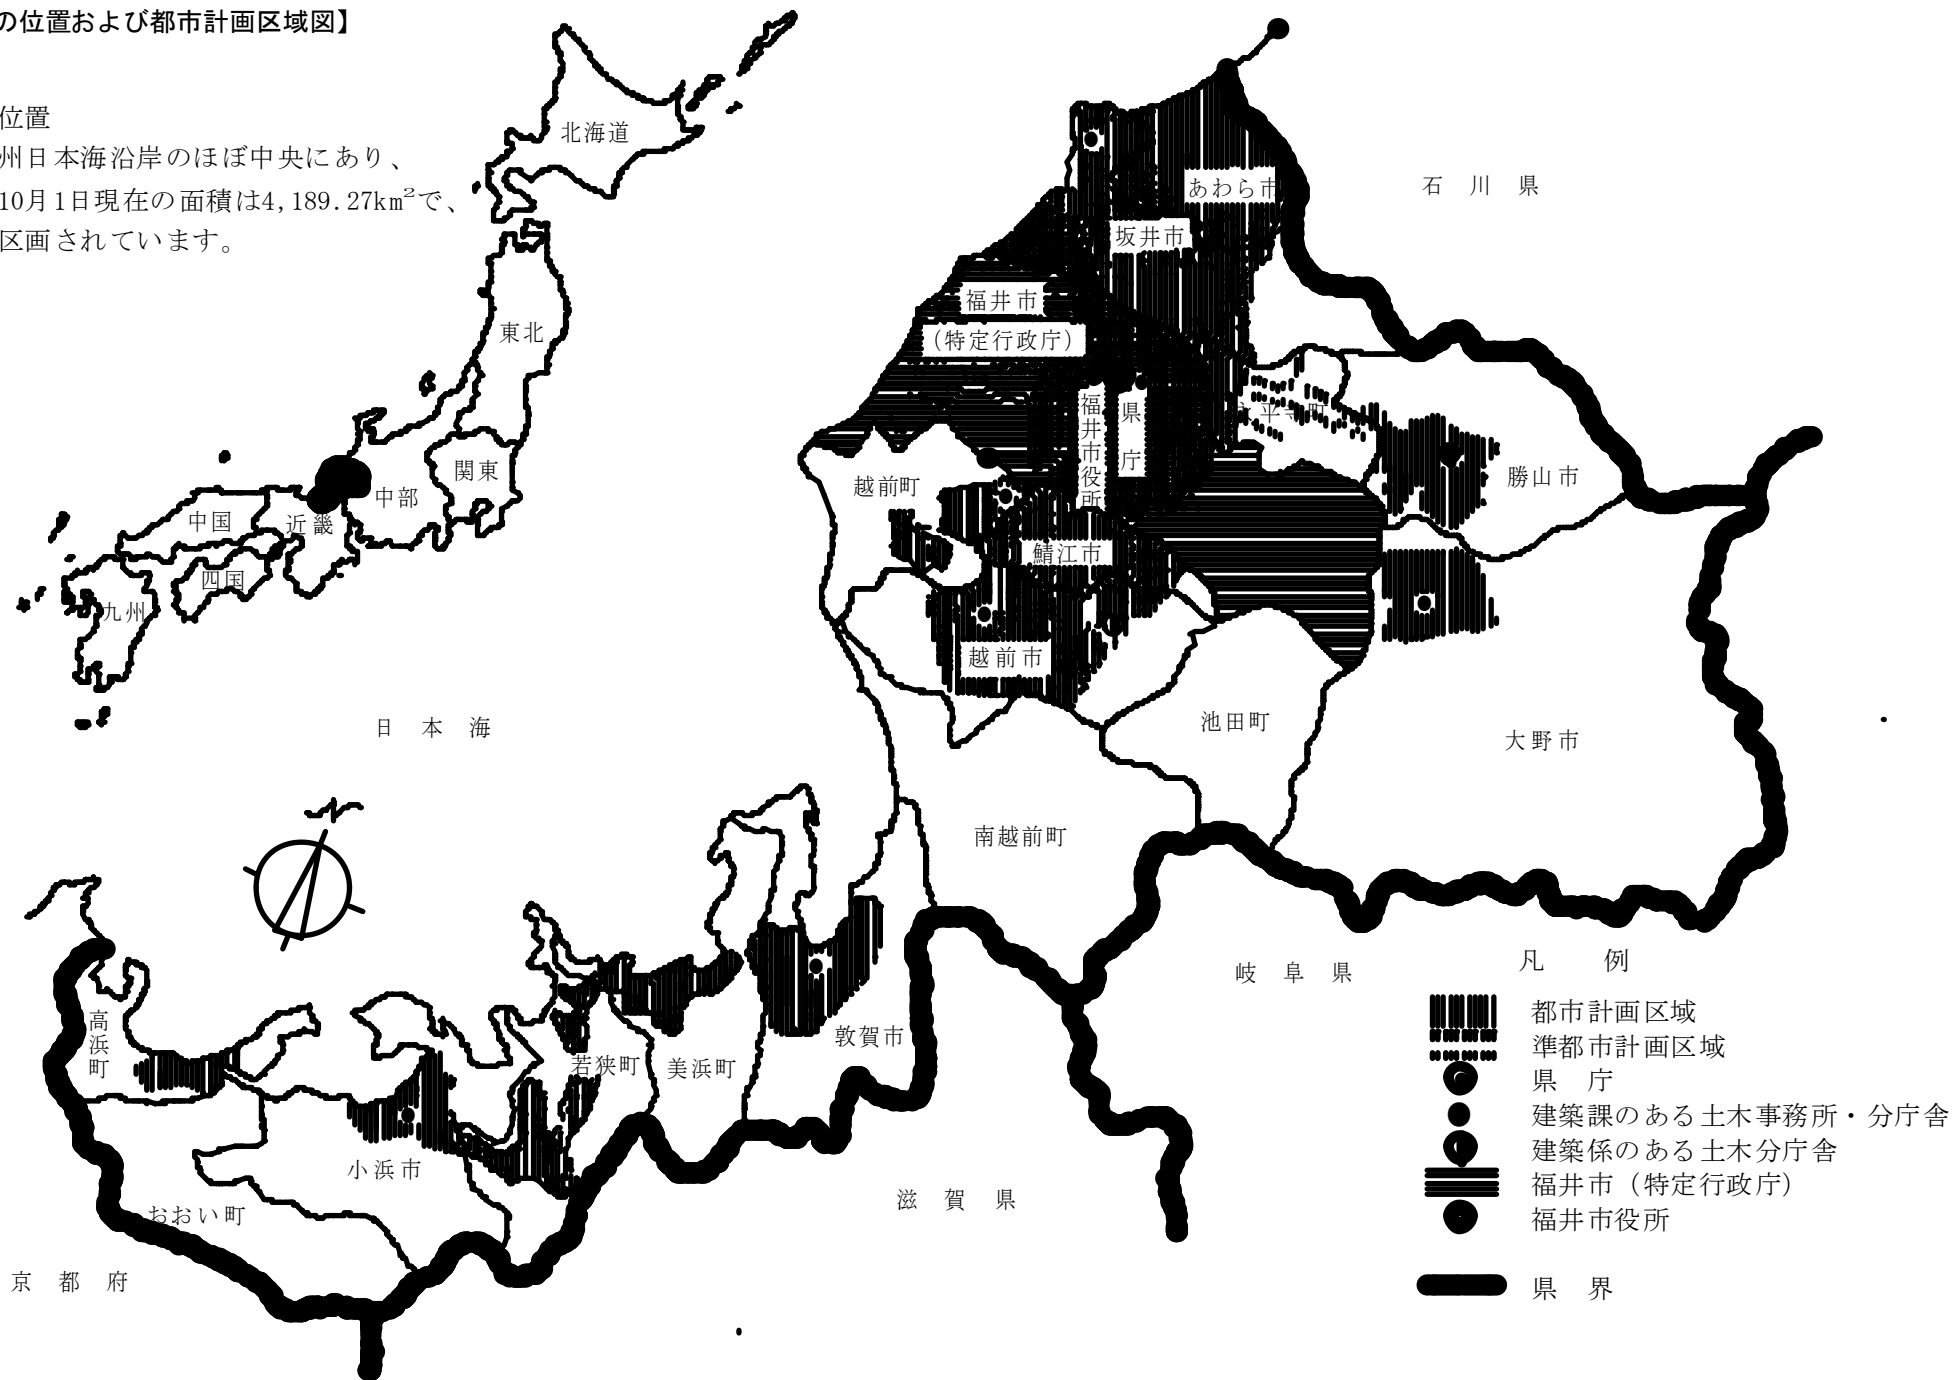 の位置および都市計画区域図】
位置
州日本海沿岸のほぼ中央にあり、
10月1日現在の面積は4,189.27km²で、
区画されています。
北海道
東北
関東
中部
近畿
中国
四国
九州
日 本 海
石 川 県
あわら市
坂井市
福井市
(特定行政庁)
福井市役所
県庁
平
町
勝山市
越前町
鯖江市
越前市
池田町
大野市
南越前町
敦賀市
美浜町
若狭町
高浜町
小浜市
おおい町
京 都 府
滋 賀 県
岐 阜 県
凡 例
都市計画区域
準都市計画区域
県 庁
建築課のある土木事務所・分庁舎
建築係のある土木分庁舎
福井市（特定行政庁）
福井市役所
県 界